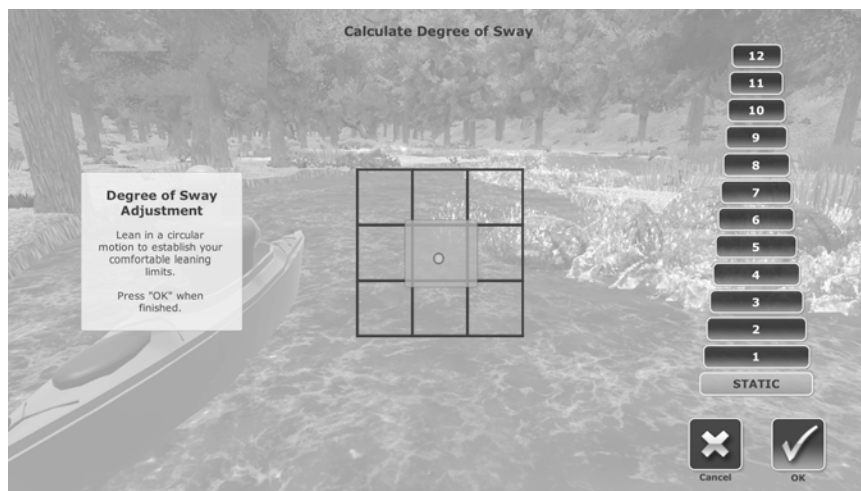 Calculate Degree of Sway
Degree of Sway
Adjustment
Lean in a circular
motion to establish your
comfortable leaning
limits.
Press "OK" when
finished.
12
11
10
9
8
7
6
5
4
3
2
1
STATIC
Cancel
OK